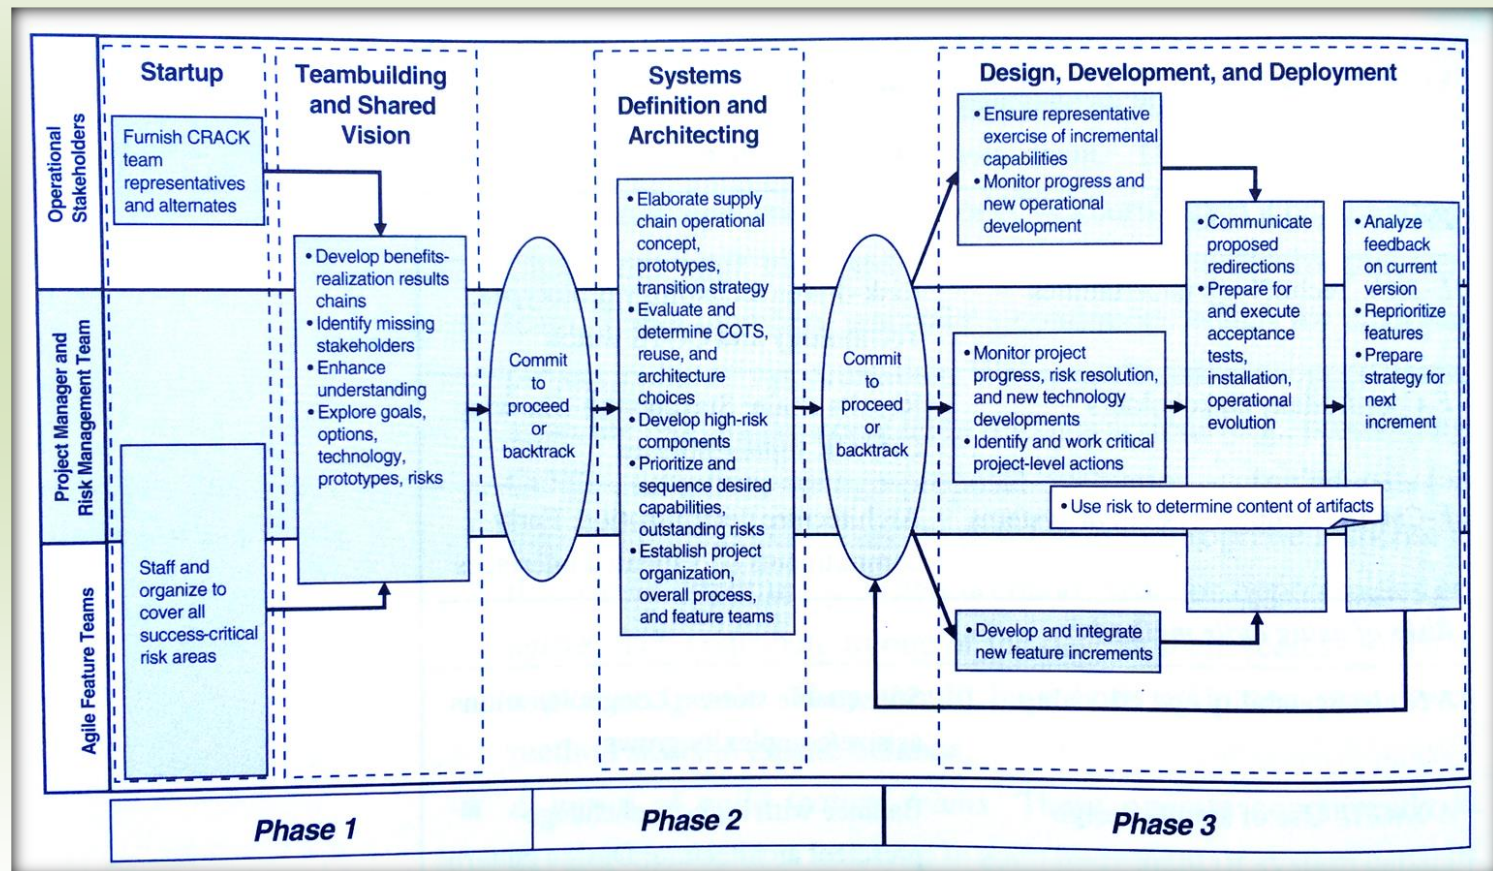 Startup
Teambuilding
and Shared
Vision
Systems
Definition and
Architecting
Design, Development, and Deployment
Operational
Stakeholders
Project Manager and
Risk Management Team
Agile Feature Teams
Furnish CRACK
team
representatives
and alternates
Staff and
organize to
cover all
success-critical
risk areas
• Develop benefits-
realization results
chains
• Identify missing
stakeholders
• Enhance
understanding
• Explore goals,
options,
technology,
prototypes, risks
Commit
to
proceed
or
backtrack
• Elaborate supply
chain operational
concept,
prototypes,
transition strategy
• Evaluate and
determine COTS,
reuse, and
architecture
choices
• Develop high-risk
components
• Prioritize and
sequence desired
capabilities,
outstanding risks
• Establish project
organization,
overall process,
and feature teams
Commit
to
proceed
or
backtrack
• Ensure representative
exercise of incremental
capabilities
• Monitor progress and
new operational
development
• Monitor project
progress, risk resolution,
and new technology
developments
• Identify and work critical
project-level actions
• Develop and integrate
new feature increments
• Communicate
proposed
redirections
• Prepare for
and execute
acceptance
tests,
installation,
operational
evolution
• Analyze
feedback
on current
version
• Reprioritize
features
• Prepare
strategy for
next
increment
• Use risk to determine content of artifacts
Phase 1
Phase 2
Phase 3